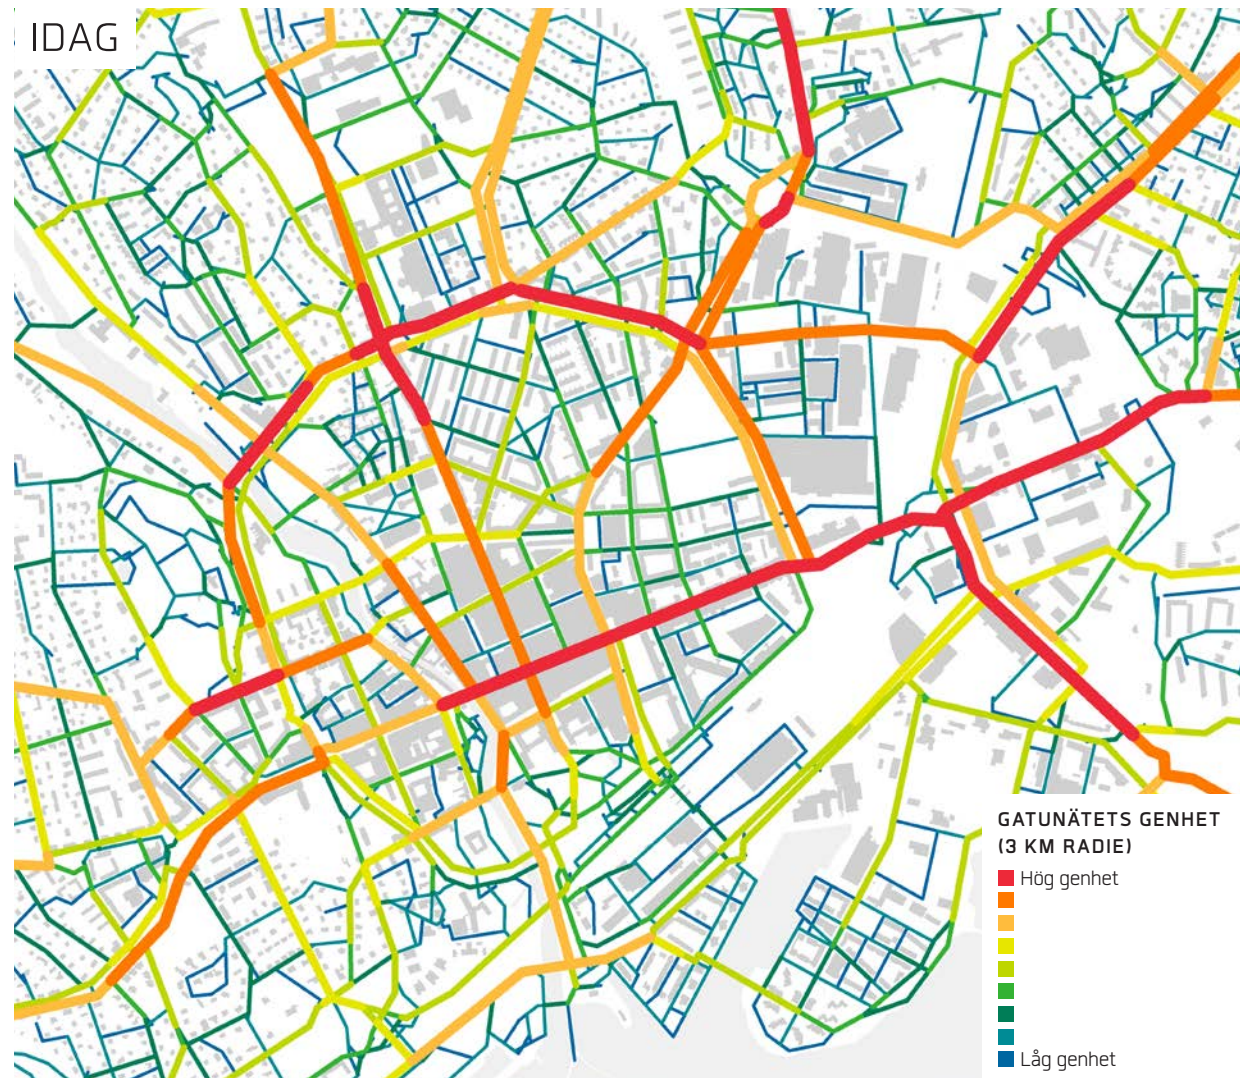 IDAG
GATUNÄTETS GENHET
(3 KM RADIE)
Hög genhet
Låg genhet